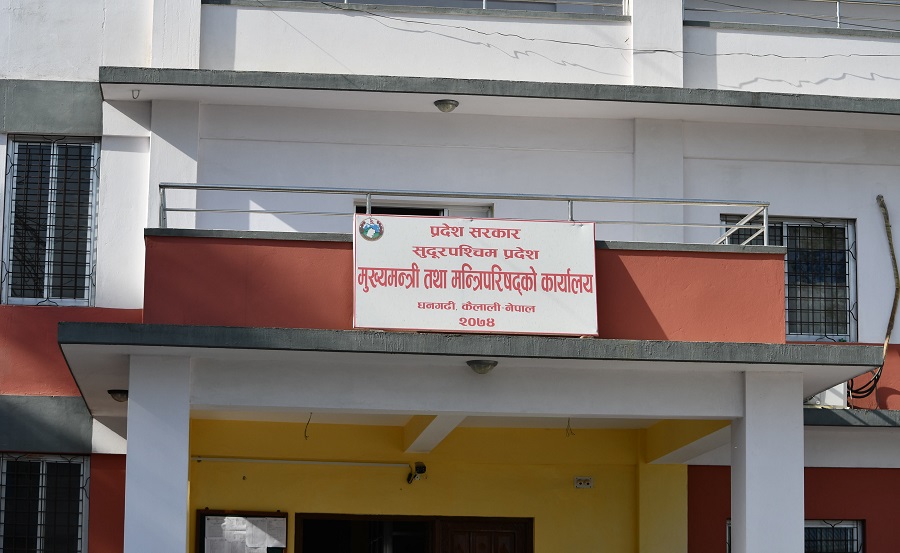 प्रदेश सरकार
सुदूरपश्चिम प्रदेश
मुख्यमन्त्री तथा मन्त्रिपरिषद्को कार्यालय
धनगढी, कैलाली-नेपाल
२०७४